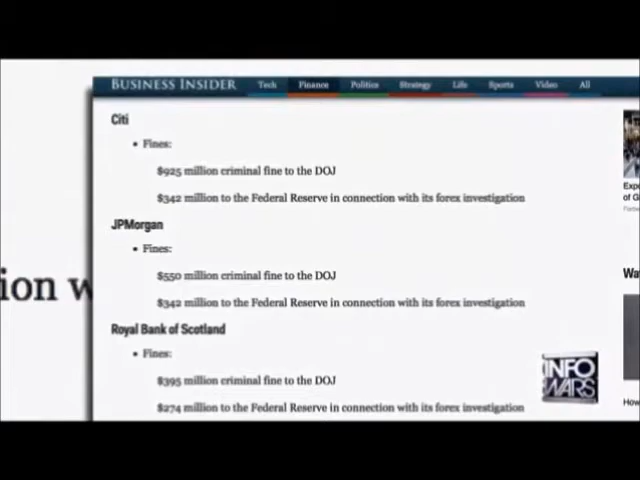 BUSINESS INSIDER Tech Finance Politics Strategy Life Sports Video All
Citi
• Fines:
$925 million criminal fine to the DOJ
$342 million to the Federal Reserve in connection with its forex investigation
JPMorgan
• Fines:
$550 million criminal fine to the DOJ
$342 million to the Federal Reserve in connection with its forex investigation
Royal Bank of Scotland
• Fines:
$395 million criminal fine to the DOJ
$274 million to the Federal Reserve in connection with its forex investigation
ion w
Expo
of G
Wa
How
INFO
WARS